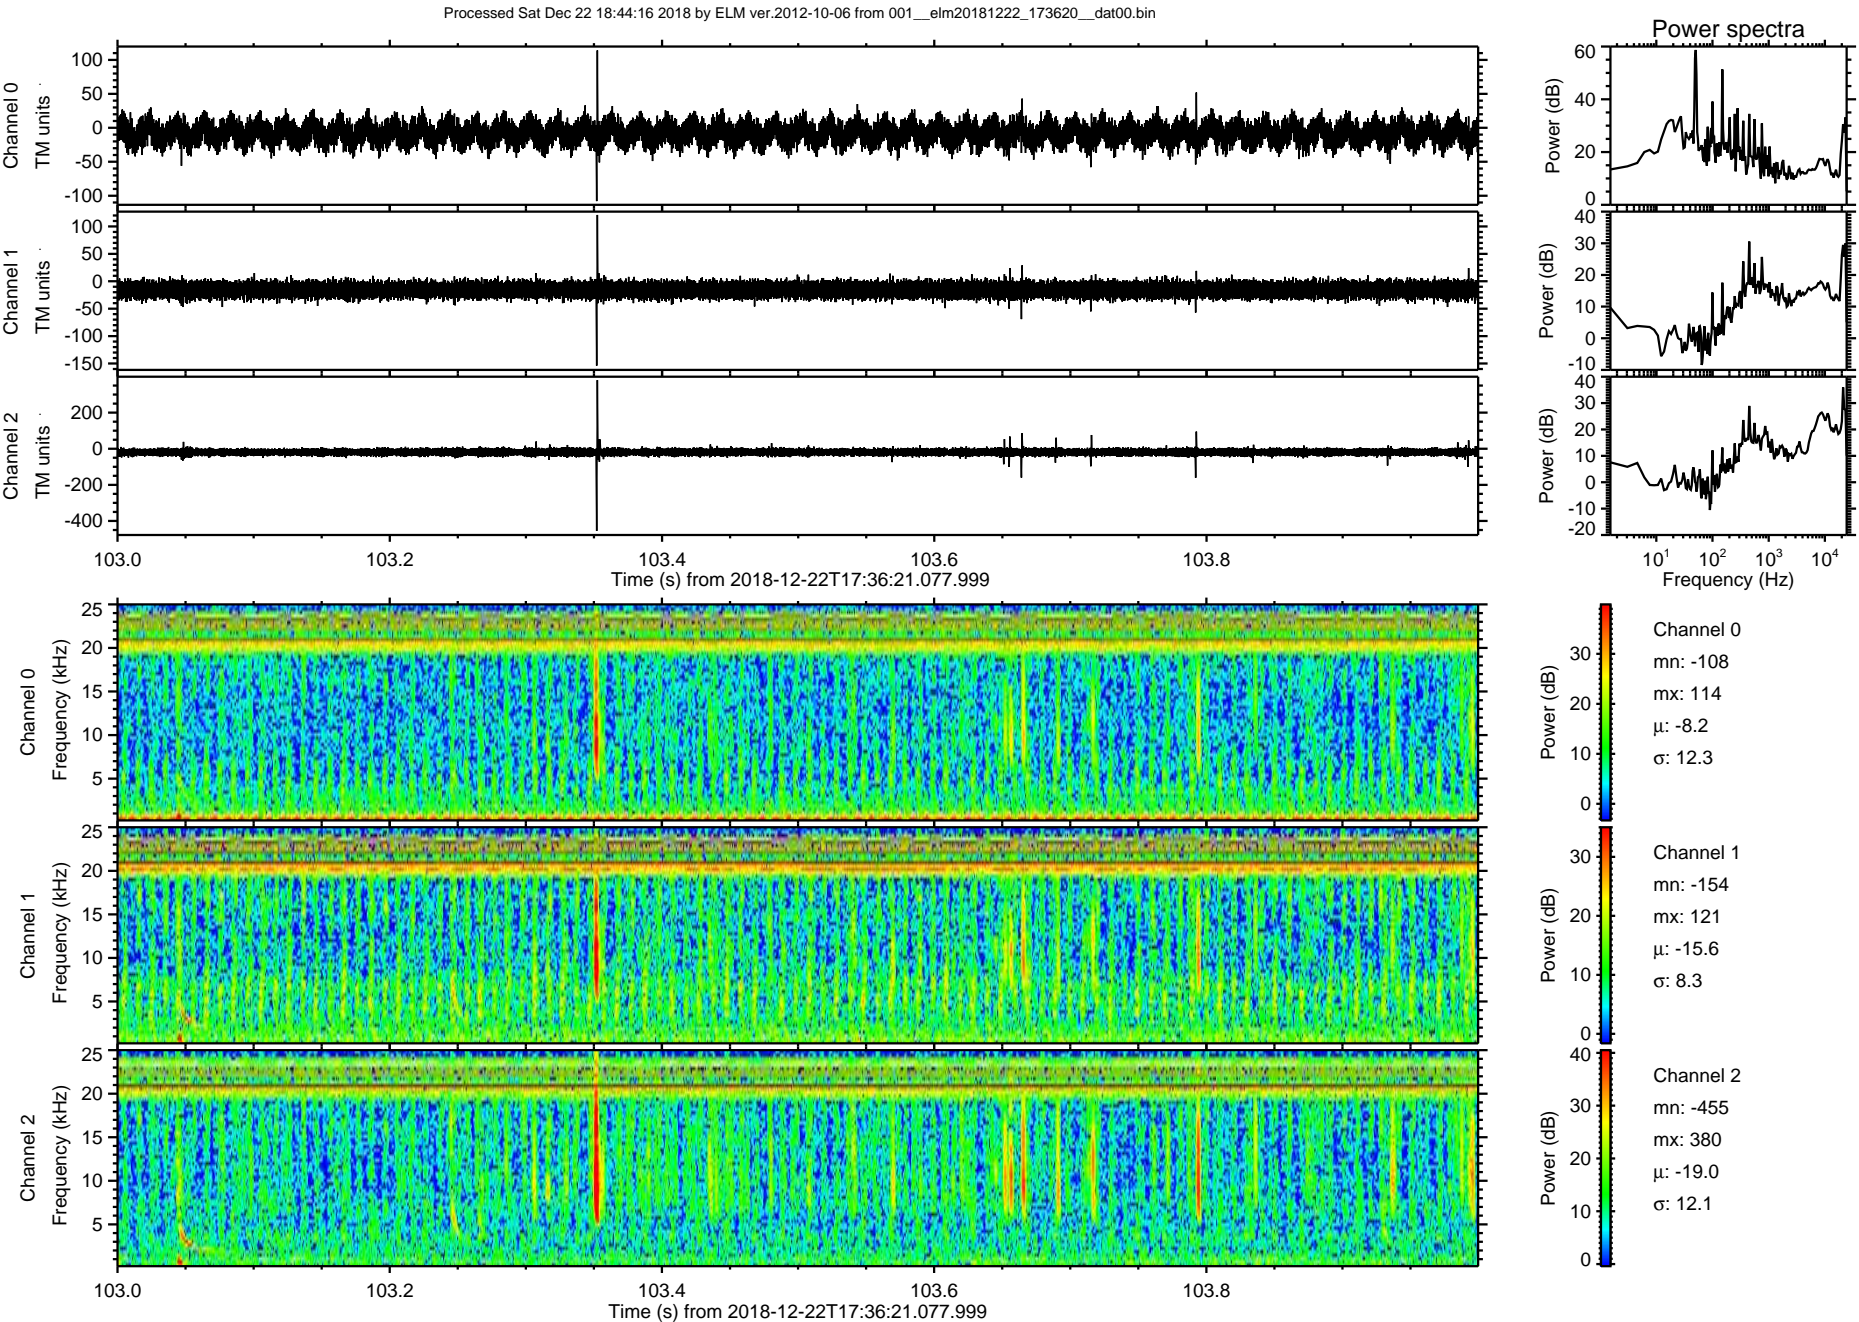 Processed Sat Dec 22 18:44:16 2018 by ELM ver.2012-10-06 from 001__elm20181222_173620__dat00.bin
Power spectra
Channel 0
TM units
100
50
0
-50
-100
Power (dB)
60
40
20
0
Channel 1
TM units
100
50
0
-50
-100
-150
Power (dB)
40
30
20
10
0
-10
Channel 2
TM units
200
0
-200
-400
Power (dB)
40
30
20
10
0
-10
-20
103.0 103.2 103.4 103.6 103.8
Time (s) from 2018-12-22T17:36:21.077.999
10^1 10^2 10^3 10^4
Frequency (Hz)
Channel 0
Frequency (kHz)
25
20
15
10
5
Power (dB)
30
20
10
0
Channel 0
mn: -108
mx: 114
μ: -8.2
σ: 12.3
Channel 1
Frequency (kHz)
25
20
15
10
5
Power (dB)
30
20
10
0
Channel 1
mn: -154
mx: 121
μ: -15.6
σ: 8.3
Channel 2
Frequency (kHz)
25
20
15
10
5
Power (dB)
40
30
20
10
0
Channel 2
mn: -455
mx: 380
μ: -19.0
σ: 12.1
103.0 103.2 103.4 103.6 103.8
Time (s) from 2018-12-22T17:36:21.077.999